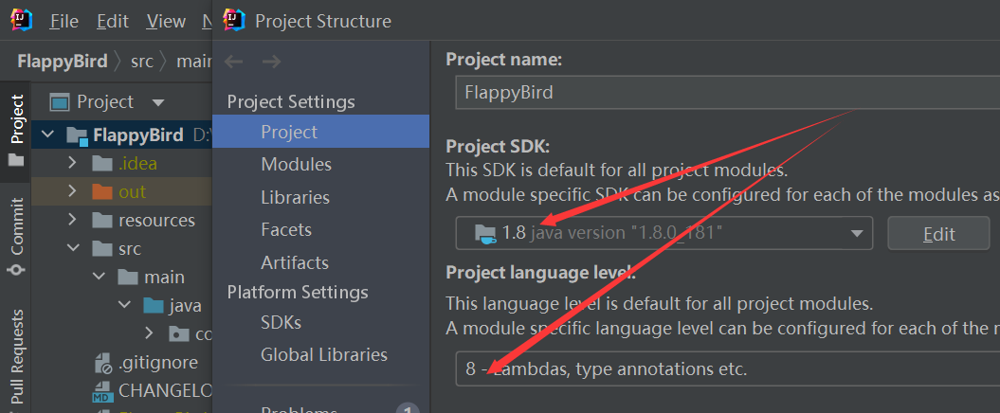 File Edit View N
Project Structure
FlappyBird src main
Project
Commit
Pull Requests
Project
FlappyBird D:\
.idea
out
resources
src
main
java
co
.gitignore
CHANGELO
Project Settings
Project
Modules
Libraries
Facets
Artifacts
Platform Settings
SDKs
Global Libraries
Problems
1
Project name:
FlappyBird
Project SDK:
This SDK is default for all project modules.
A module specific SDK can be configured for each of the modules as
1.8 java version "1.8.0_181"
Edit
Project language level:
This language level is default for all project modules.
A module specific language level can be configured for each of the m
8 - Lambdas, type annotations etc.